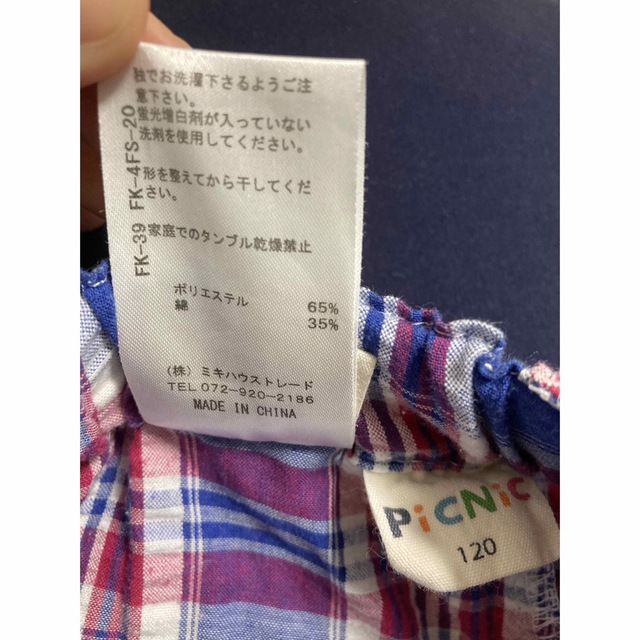 独でお洗濯下さるようご注
意下さい。
蛍光増白剤が入っていない
洗剤を使用してください。
形を整えてから干してくだ
さい。
家庭でのタンブル乾燥禁止
FK-39 FK-4FS-20
ポリエステル 65%
綿 35%
(株) ミキハウストレード
TEL 072-920-2186
MADE IN CHINA
PiCNiC
120